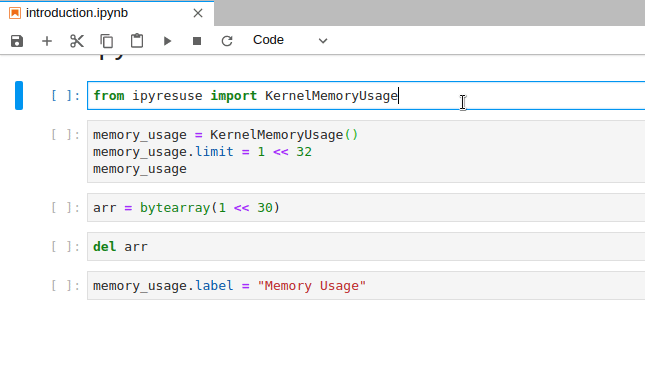 introduction.ipynb
Code
[ ]: from ipyresuse import KernelMemoryUsage
[ ]: memory_usage = KernelMemoryUsage()
memory_usage.limit = 1 << 32
memory_usage
[ ]: arr = bytearray(1 << 30)
[ ]: del arr
[ ]: memory_usage.label = "Memory Usage"